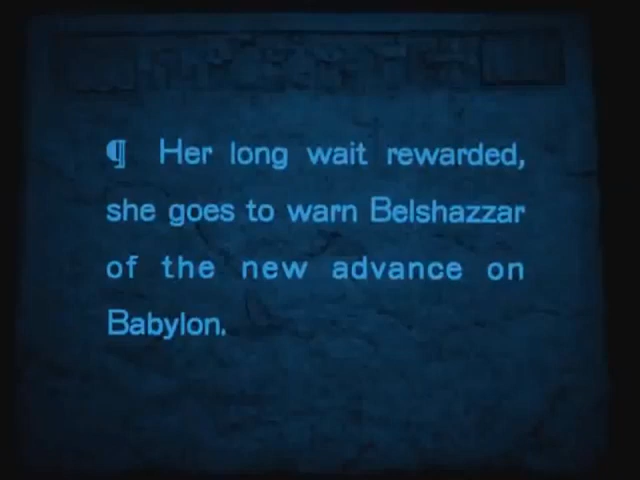 ¶ Her long wait rewarded,
she goes to warn Belshazzar
of the new advance on
Babylon.